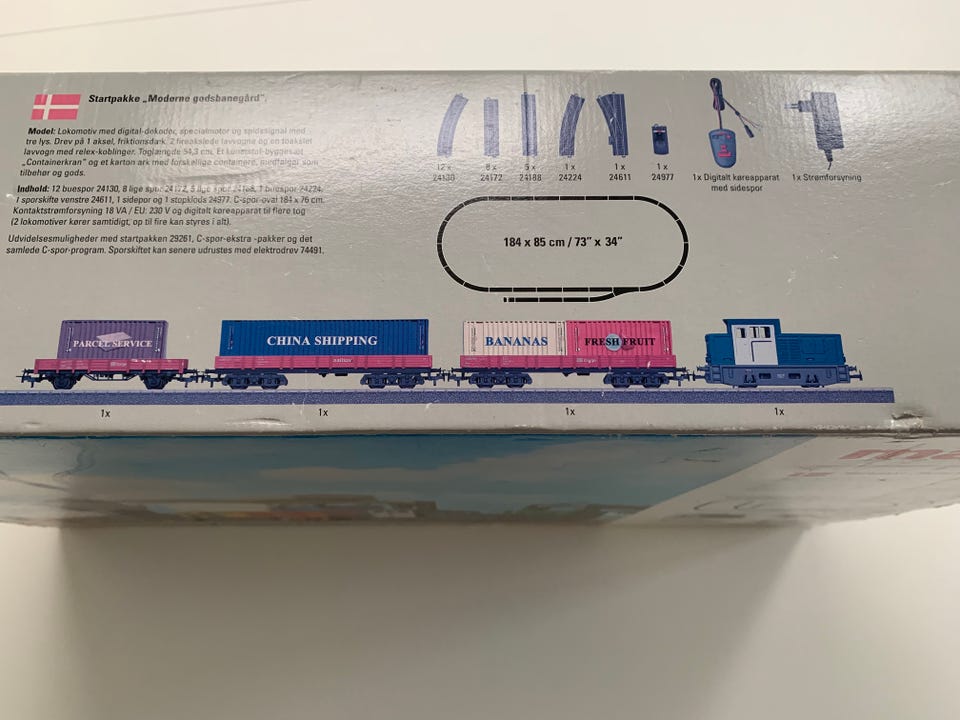 Startpakke „Moderne godsbanegård".
Model: Lokomotiv med digital-dekoder, specialmotor og spidssignal med
tre lys. Drev på 1 aksel, friktionsdæk. 2 fireakslede lavvogne og en toakslet
lavvogn med relex-koblinger. Toglængde 54,3 cm. Et kunststof-byggesæt
„Containerkran" og et karton ark med forskellige containere, medfølgende som
tilbehør og gods.
Indhold: 12 buespor 24130, 8 lige spor 24172, 5 lige spor 24188, 1 buespor 24224,
1 sporskifte venstre 24611, 1 sidepor og 1 stopklods 24977. C-spor-oval 184 x 76 cm.
Kontaktstrømforsyning 18 VA / EU: 230 V og digitalt køreapparat til flere tog
(2 lokomotiver kører samtidigt, op til fire kan styres i alt).
Udvidelsesmuligheder med startpakken 29261, C-spor-ekstra -pakker og det
samlede C-spor-program. Sporskiftet kan senere udrustes med elektrodrev 74491.
12 x
24130
8 x
24172
5 x
24188
1 x
24224
1 x
24611
1 x
24977
1x Digitalt køreapparat
med sidespor
1x Strømforsyning
184 x 85 cm / 73" x 34"
PARCEL SERVICE
CHINA SHIPPING
BANANAS
FRESH FRUIT
1x
1x
1x
1x